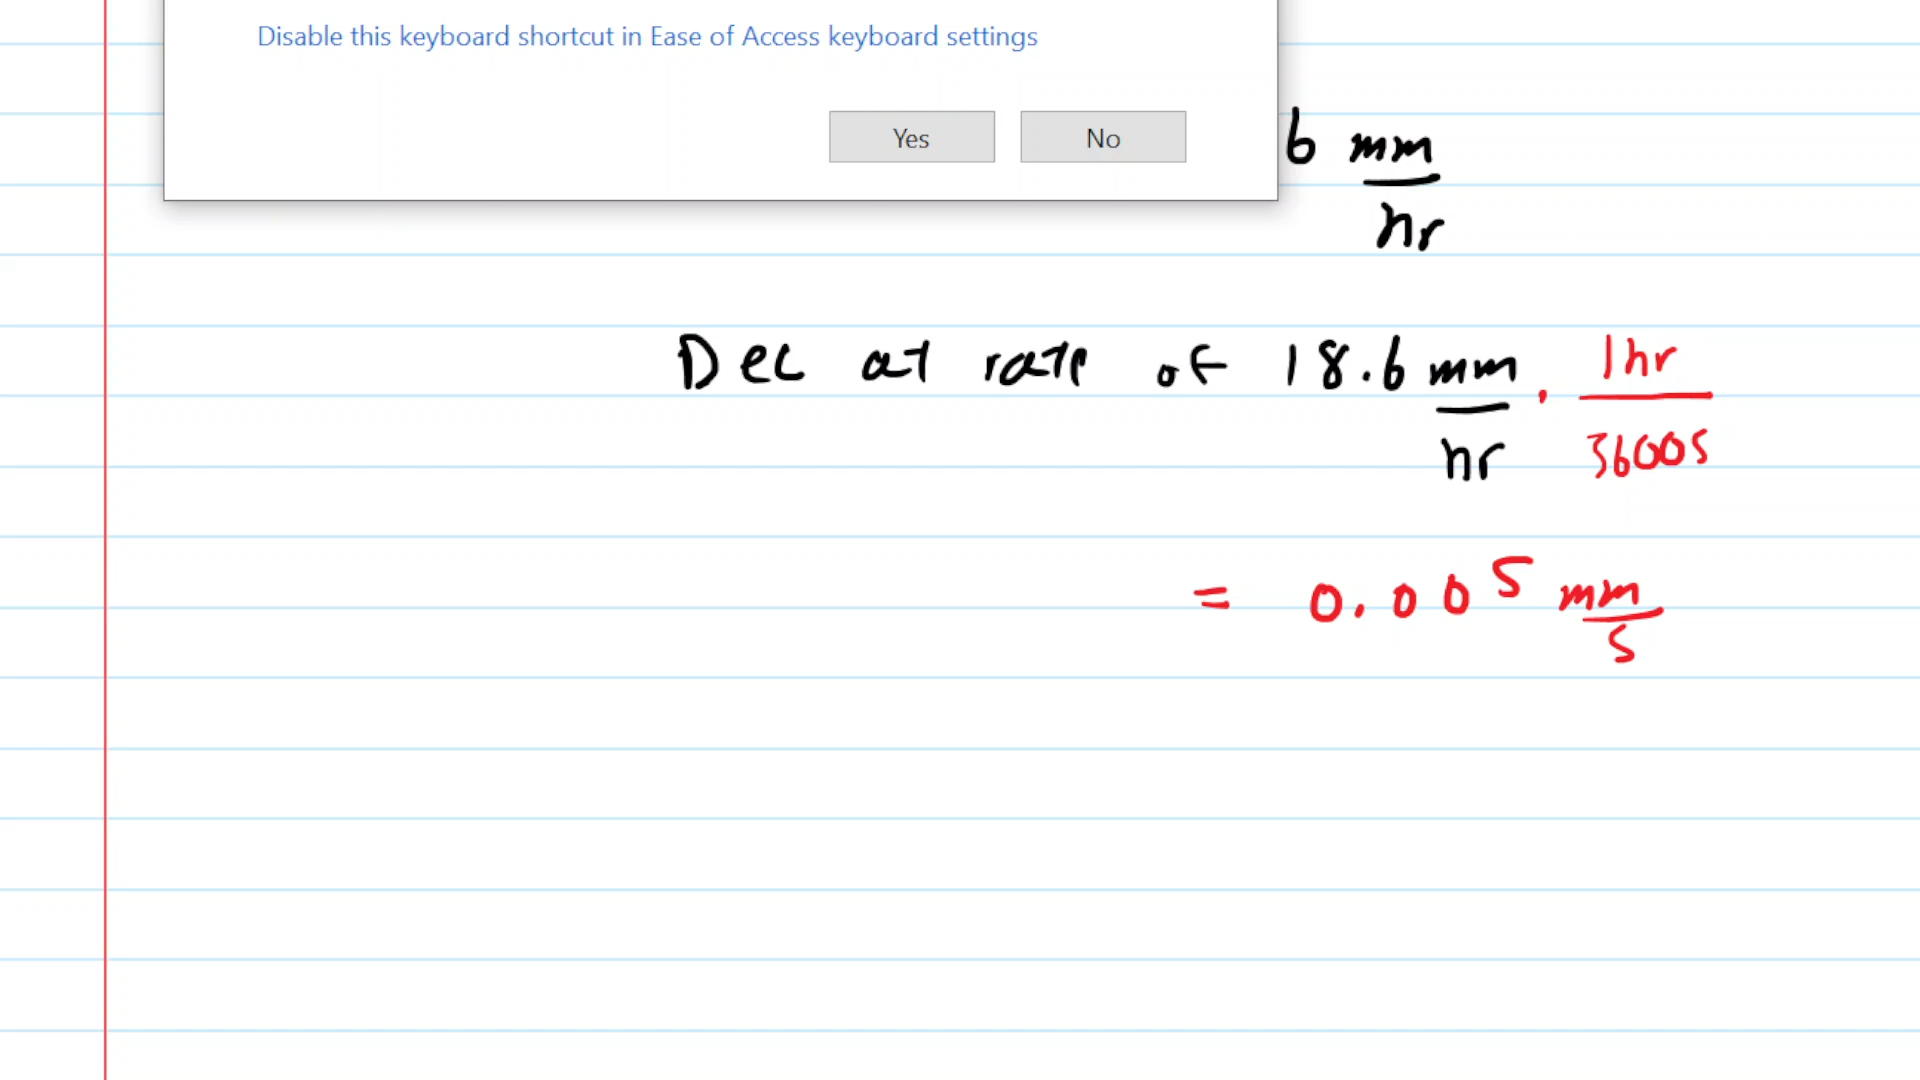 Disable this keyboard shortcut in Ease of Access keyboard settings
Yes No
6 mm
hr
Dec at rate of 18.6 mm . 1hr
hr 3600s
= 0.005 mm
s